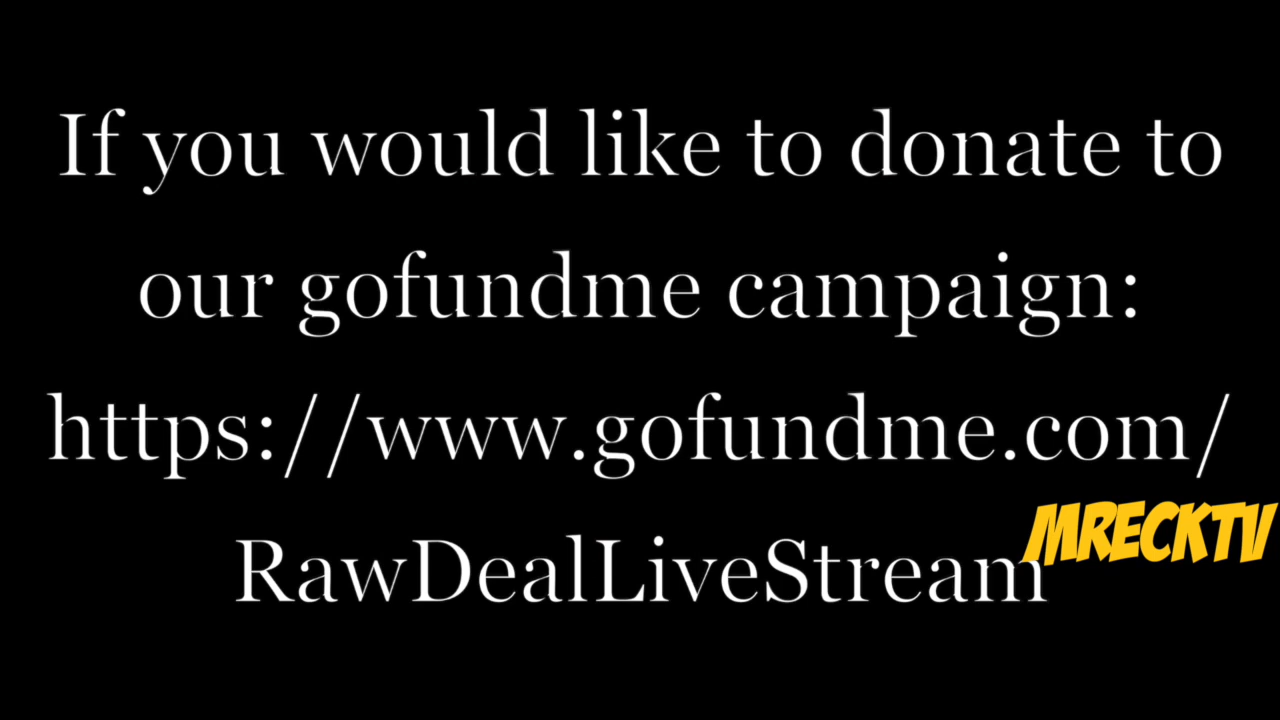 If you would like to donate to
our gofundme campaign:
https://www.gofundme.com/
MRECKTV
RawDealLiveStream